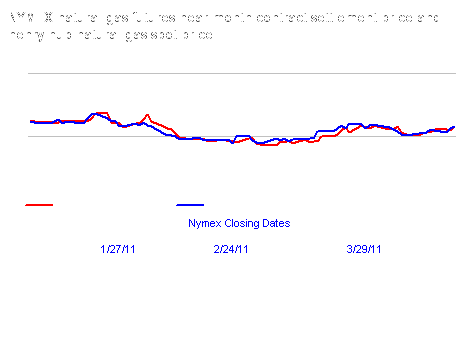 NYMEX natural gas futures near-month contract settlement price and
henry hub natural gas spot price
Nymex Closing Dates
1/27/11 2/24/11 3/29/11